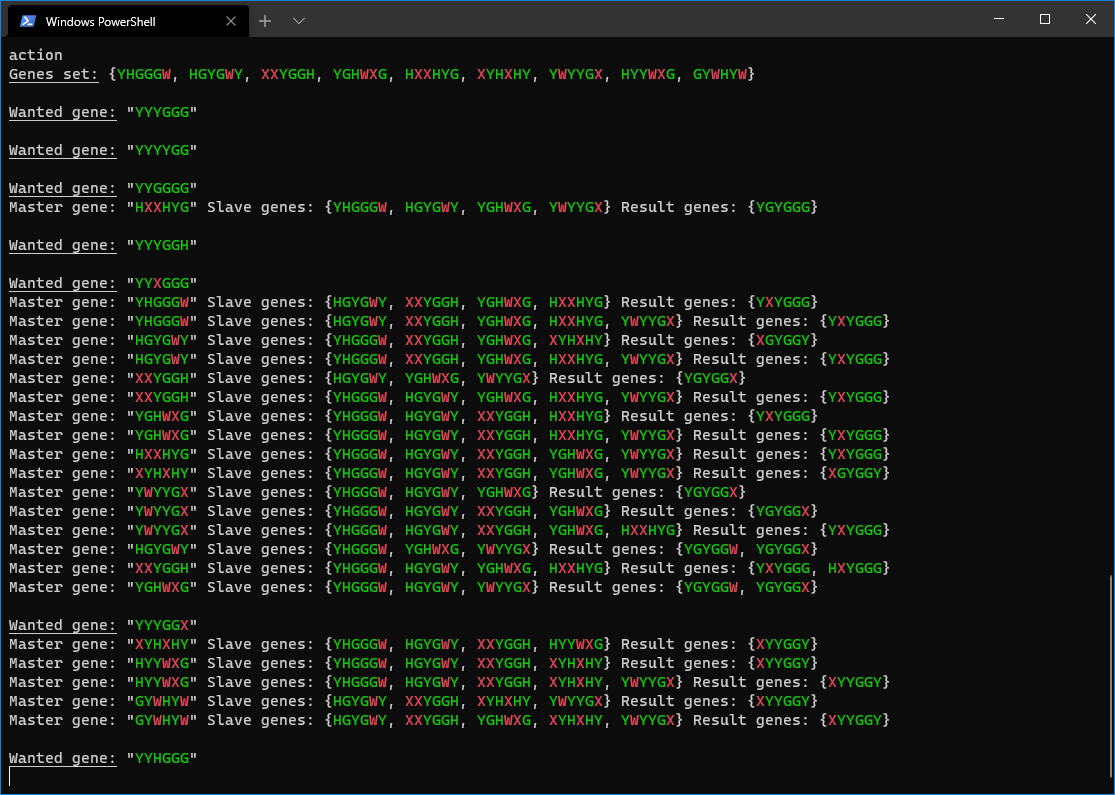 Windows PowerShell
action
Genes set: {YHGGGW, HGYGWY, XXYGGH, YGHWXG, HXXHYG, XYHXHY, YWYYGX, HYYWXG, GYWHYW}
Wanted gene: "YYYGGG"
Wanted gene: "YYYYGG"
Wanted gene: "YYGGGG"
Master gene: "HXXHYG" Slave genes: {YHGGGW, HGYGWY, YGHWXG, YWYYGX} Result genes: {YGYGGG}
Wanted gene: "YYYGGH"
Wanted gene: "YYXGGG"
Master gene: "YHGGGW" Slave genes: {HGYGWY, XXYGGH, YGHWXG, HXXHYG} Result genes: {YXYGGG}
Master gene: "YHGGGW" Slave genes: {HGYGWY, XXYGGH, YGHWXG, HXXHYG, YWYYGX} Result genes: {YXYGGG}
Master gene: "HGYGWY" Slave genes: {YHGGGW, XXYGGH, YGHWXG, XYHXHY} Result genes: {XGYGGY}
Master gene: "HGYGWY" Slave genes: {YHGGGW, XXYGGH, YGHWXG, HXXHYG, YWYYGX} Result genes: {YXYGGG}
Master gene: "XXYGGH" Slave genes: {HGYGWY, YGHWXG, YWYYGX} Result genes: {YGYGGX}
Master gene: "XXYGGH" Slave genes: {YHGGGW, HGYGWY, YGHWXG, HXXHYG, YWYYGX} Result genes: {YXYGGG}
Master gene: "YGHWXG" Slave genes: {YHGGGW, HGYGWY, XXYGGH, HXXHYG} Result genes: {YXYGGG}
Master gene: "YGHWXG" Slave genes: {YHGGGW, HGYGWY, XXYGGH, HXXHYG, YWYYGX} Result genes: {YXYGGG}
Master gene: "HXXHYG" Slave genes: {YHGGGW, HGYGWY, XXYGGH, YGHWXG, YWYYGX} Result genes: {YXYGGG}
Master gene: "XYHXHY" Slave genes: {YHGGGW, HGYGWY, XXYGGH, YGHWXG, YWYYGX} Result genes: {XGYGGY}
Master gene: "YWYYGX" Slave genes: {YHGGGW, HGYGWY, YGHWXG} Result genes: {YGYGGX}
Master gene: "YWYYGX" Slave genes: {YHGGGW, HGYGWY, XXYGGH, YGHWXG} Result genes: {YGYGGX}
Master gene: "YWYYGX" Slave genes: {YHGGGW, HGYGWY, XXYGGH, YGHWXG, HXXHYG} Result genes: {YXYGGG}
Master gene: "HGYGWY" Slave genes: {YHGGGW, YGHWXG, YWYYGX} Result genes: {YGYGGW, YGYGGX}
Master gene: "XXYGGH" Slave genes: {YHGGGW, HGYGWY, YGHWXG, HXXHYG} Result genes: {YXYGGG, HXYGGG}
Master gene: "YGHWXG" Slave genes: {YHGGGW, HGYGWY, YWYYGX} Result genes: {YGYGGW, YGYGGX}
Wanted gene: "YYYGGX"
Master gene: "XYHXHY" Slave genes: {YHGGGW, HGYGWY, XXYGGH, HYYWXG} Result genes: {XYYGGY}
Master gene: "HYYWXG" Slave genes: {YHGGGW, HGYGWY, XXYGGH, XYHXHY} Result genes: {XYYGGY}
Master gene: "HYYWXG" Slave genes: {YHGGGW, HGYGWY, XXYGGH, XYHXHY, YWYYGX} Result genes: {XYYGGY}
Master gene: "GYWHYW" Slave genes: {HGYGWY, XXYGGH, XYHXHY, YWYYGX} Result genes: {XYYGGY}
Master gene: "GYWHYW" Slave genes: {HGYGWY, XXYGGH, YGHWXG, XYHXHY, YWYYGX} Result genes: {XYYGGY}
Wanted gene: "YYHGGG"